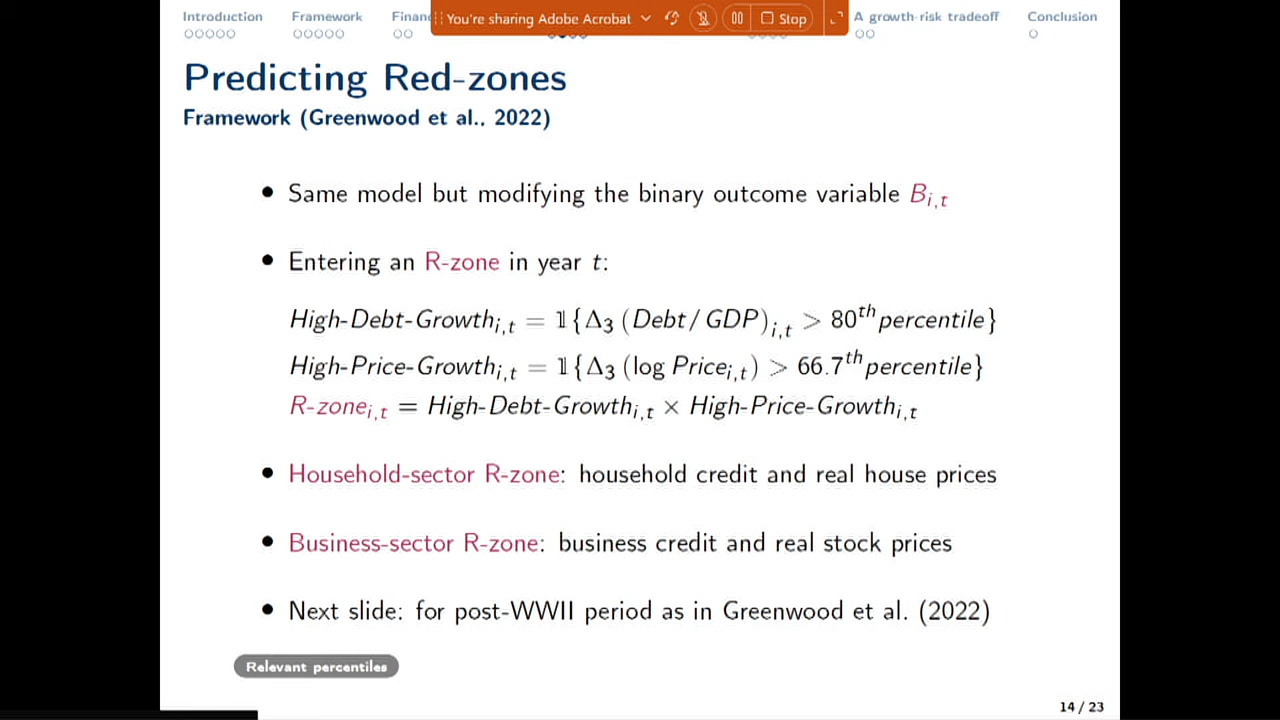 Introduction Framework Finan You're sharing Adobe Acrobat Stop A growth-risk tradeoff Conclusion
Predicting Red-zones
Framework (Greenwood et al., 2022)
• Same model but modifying the binary outcome variable B_{i,t}
• Entering an R-zone in year t:
High-Debt-Growth_{i,t} = 𝟙{Δ₃ (Debt/GDP)_{i,t} > 80^{th} percentile}
High-Price-Growth_{i,t} = 𝟙{Δ₃ (log Price_{i,t}) > 66.7^{th} percentile}
R-zone_{i,t} = High-Debt-Growth_{i,t} × High-Price-Growth_{i,t}
• Household-sector R-zone: household credit and real house prices
• Business-sector R-zone: business credit and real stock prices
• Next slide: for post-WWII period as in Greenwood et al. (2022)
Relevant percentiles
14 / 23